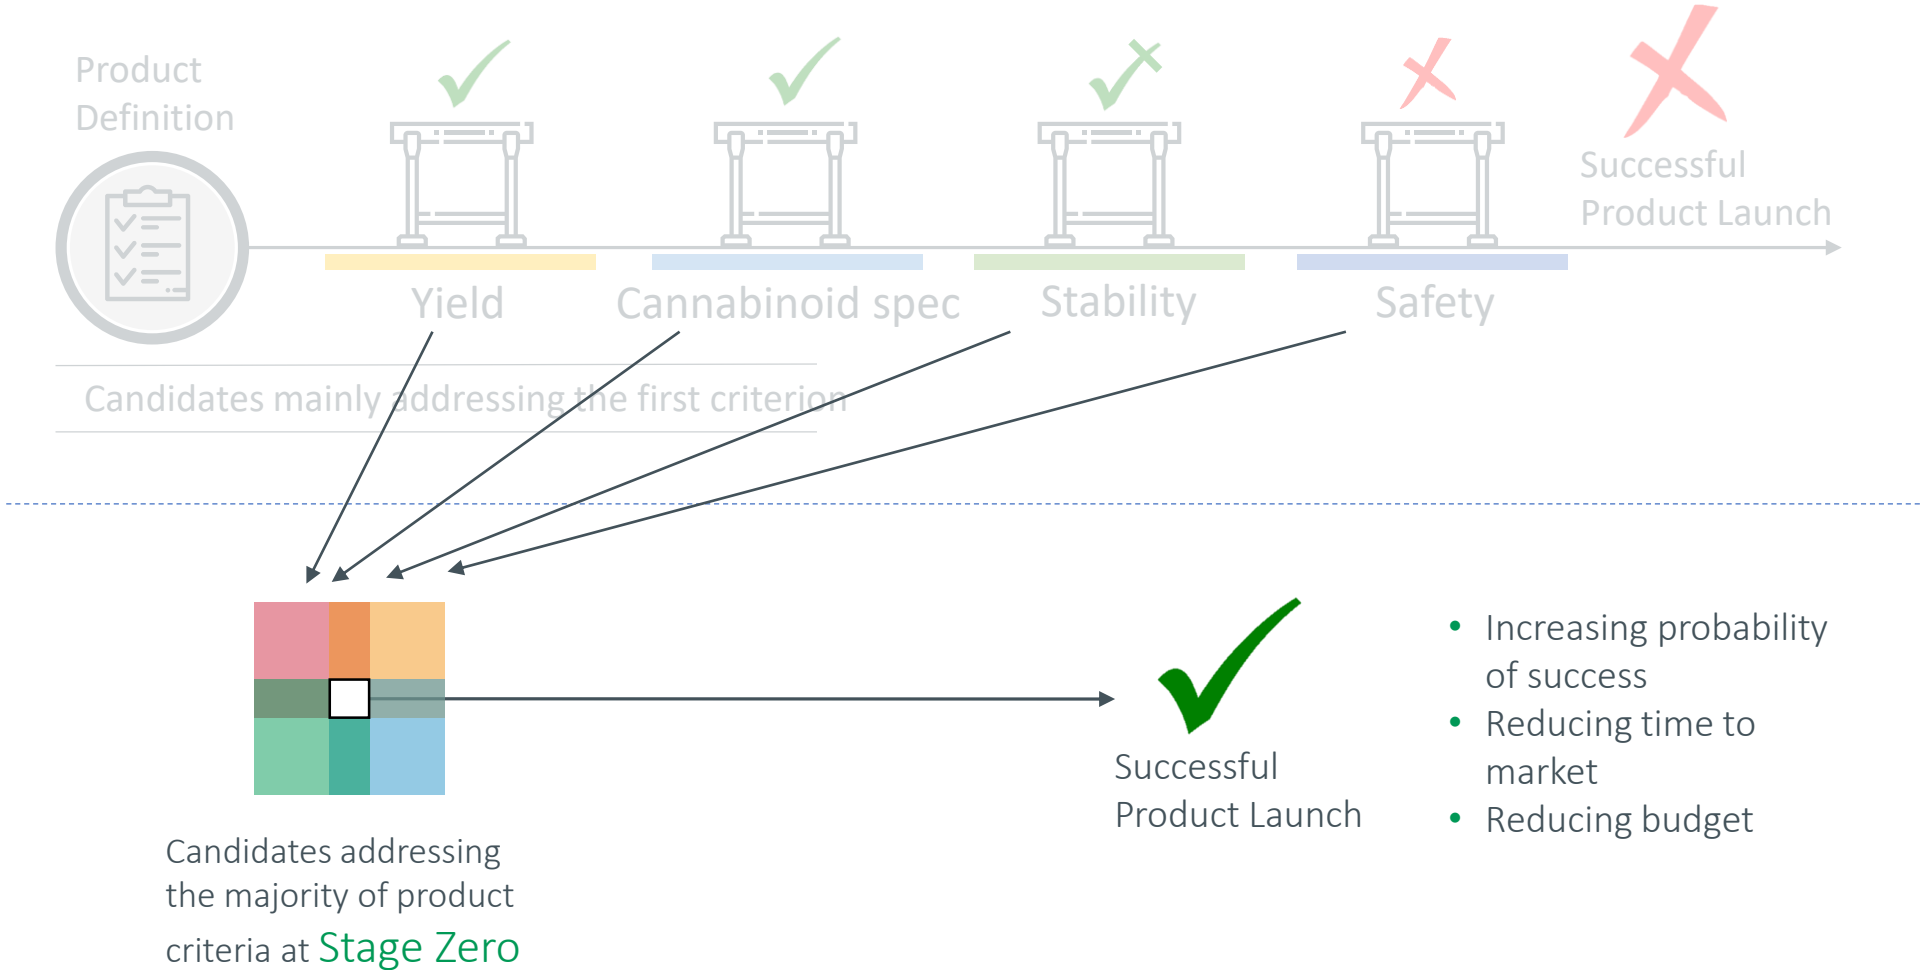 Product
Definition
Successful
Product Launch
Yield
Cannabinoid spec
Stability
Safety
Candidates mainly addressing the first criterion
Successful
Product Launch
• Increasing probability
of success
• Reducing time to
market
• Reducing budget
Candidates addressing
the majority of product
criteria at Stage Zero